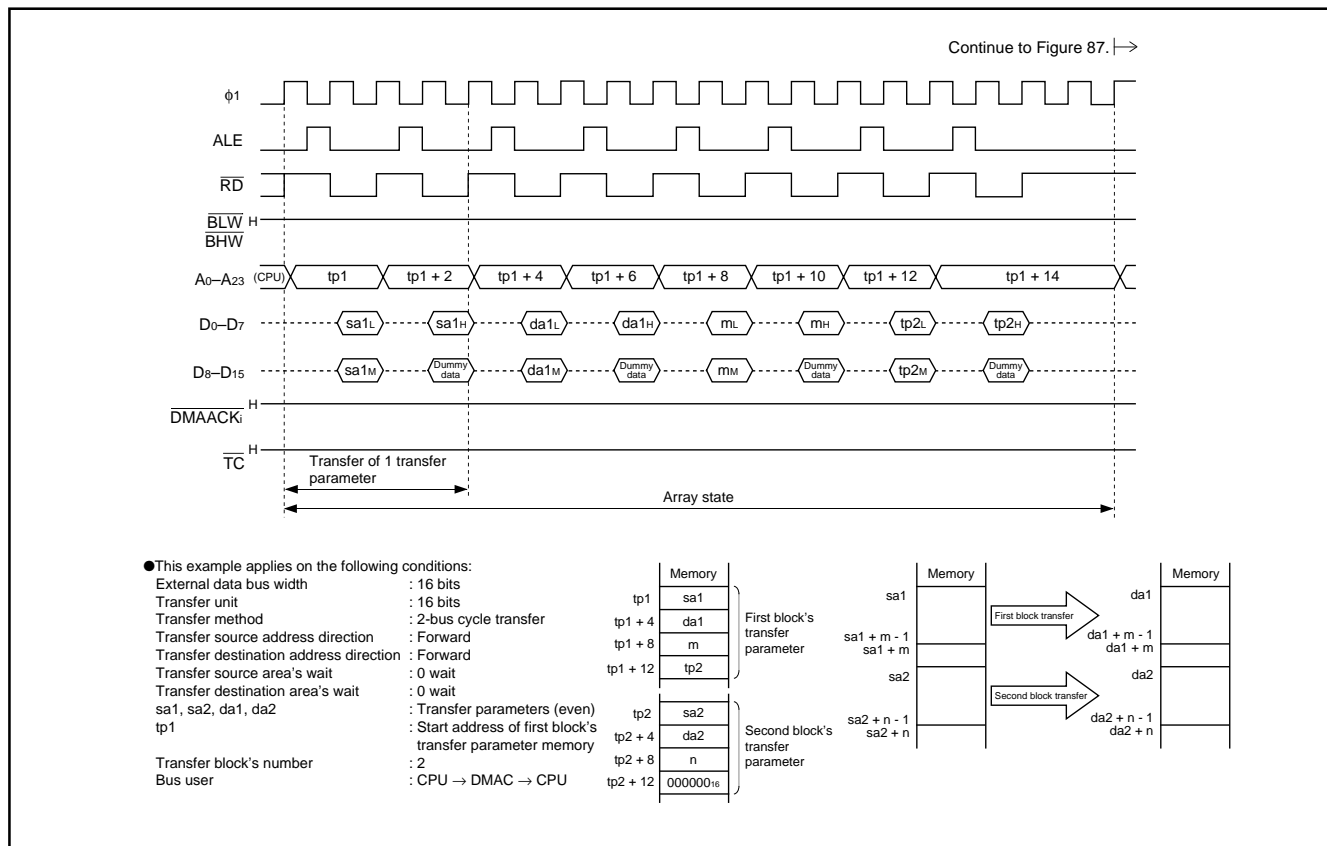 Continue to Figure 87.
ϕ1
ALE
RD
BLW H
BHW
A0–A23 (CPU) tp1 tp1 + 2 tp1 + 4 tp1 + 6 tp1 + 8 tp1 + 10 tp1 + 12 tp1 + 14
D0–D7 sa1L sa1H da1L da1H mL mH tp2L tp2H
D8–D15 sa1M Dummy data da1M Dummy data mM Dummy data tp2M Dummy data
DMAACKi H
TC H
Transfer of 1 transfer
parameter
Array state
●This example applies on the following conditions:
External data bus width : 16 bits
Transfer unit : 16 bits
Transfer method : 2-bus cycle transfer
Transfer source address direction : Forward
Transfer destination address direction : Forward
Transfer source area's wait : 0 wait
Transfer destination area's wait : 0 wait
sa1, sa2, da1, da2 : Transfer parameters (even)
tp1 : Start address of first block's
transfer parameter memory
Transfer block's number : 2
Bus user : CPU → DMAC → CPU
Memory
tp1 sa1
tp1 + 4 da1
tp1 + 8 m
tp1 + 12 tp2
First block's
transfer
parameter
tp2 sa2
tp2 + 4 da2
tp2 + 8 n
tp2 + 12 00000016
Second block's
transfer
parameter
Memory
sa1
sa1 + m - 1
sa1 + m
sa2
sa2 + n - 1
sa2 + n
First block transfer
Second block transfer
Memory
da1
da1 + m - 1
da1 + m
da2
da2 + n - 1
da2 + n